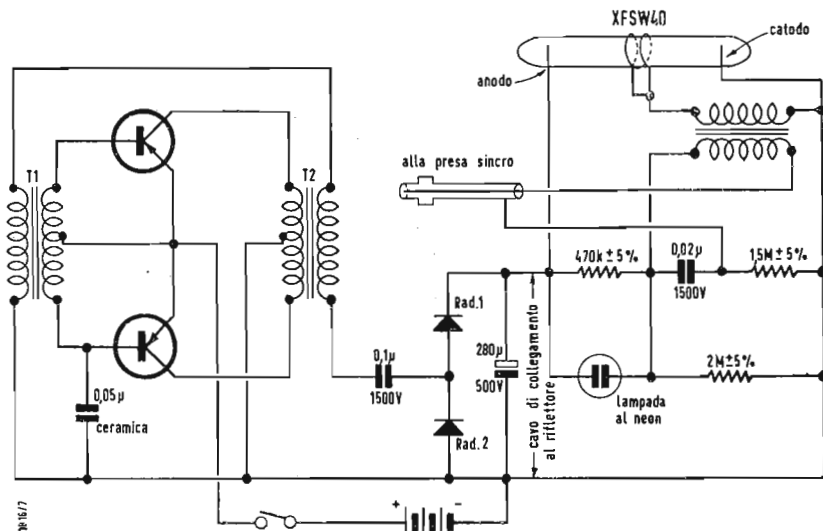 XFSW40
catodo
anodo
T1
T2
alla presa sincro
470k±5%
0,02µ
1500V
1,5M±5%
Rad.1
0,1µ
1500V
280µ
500V
cavo di collegamento
al riflettore
lampada
al neon
2M±5%
0,05µ
ceramica
Rad.2
+
-